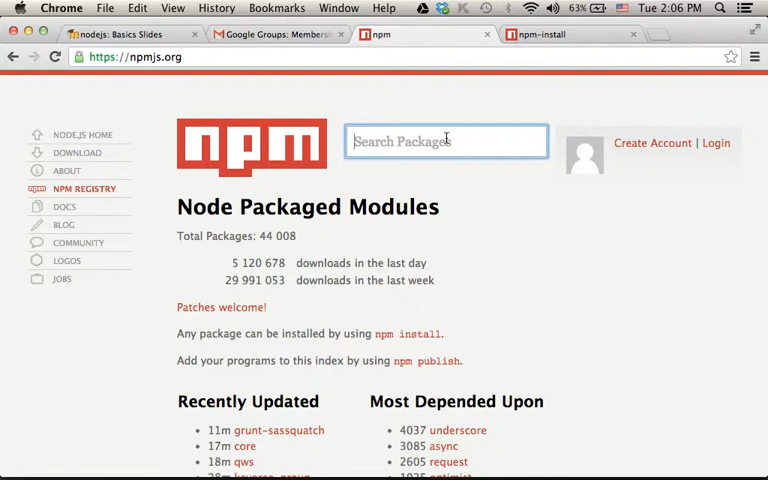 Chrome File Edit View History Bookmarks Window Help 63% Tue 2:06 PM
nodejs: Basics Slides
Google Groups: Membersh
npm
npm-install
https://npmjs.org
NODE.JS HOME
DOWNLOAD
ABOUT
NPM REGISTRY
DOCS
BLOG
COMMUNITY
LOGOS
JOBS
npm
Search Packages
Create Account | Login
Node Packaged Modules
Total Packages: 44 008
5 120 678 downloads in the last day
29 991 053 downloads in the last week
Patches welcome!
Any package can be installed by using npm install.
Add your programs to this index by using npm publish.
Recently Updated
• 11m grunt-sassquatch
• 17m core
• 18m qws
Most Depended Upon
• 4037 underscore
• 3085 async
• 2605 request